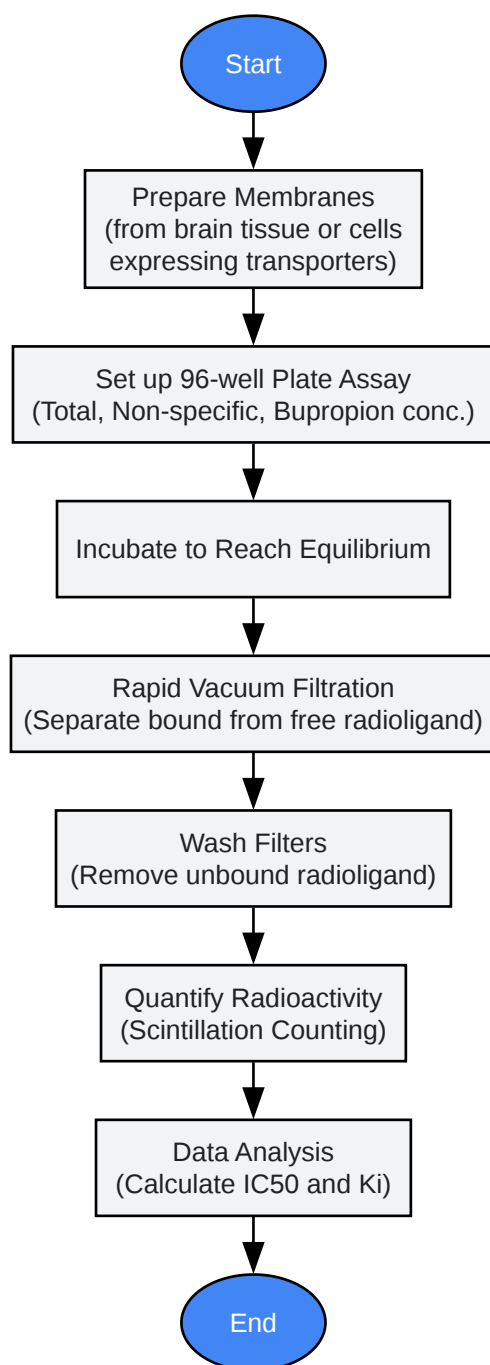 Start
Prepare Membranes
(from brain tissue or cells
expressing transporters)
Set up 96-well Plate Assay
(Total, Non-specific, Bupropion conc.)
Incubate to Reach Equilibrium
Rapid Vacuum Filtration
(Separate bound from free radioligand)
Wash Filters
(Remove unbound radioligand)
Quantify Radioactivity
(Scintillation Counting)
Data Analysis
(Calculate IC50 and Ki)
End